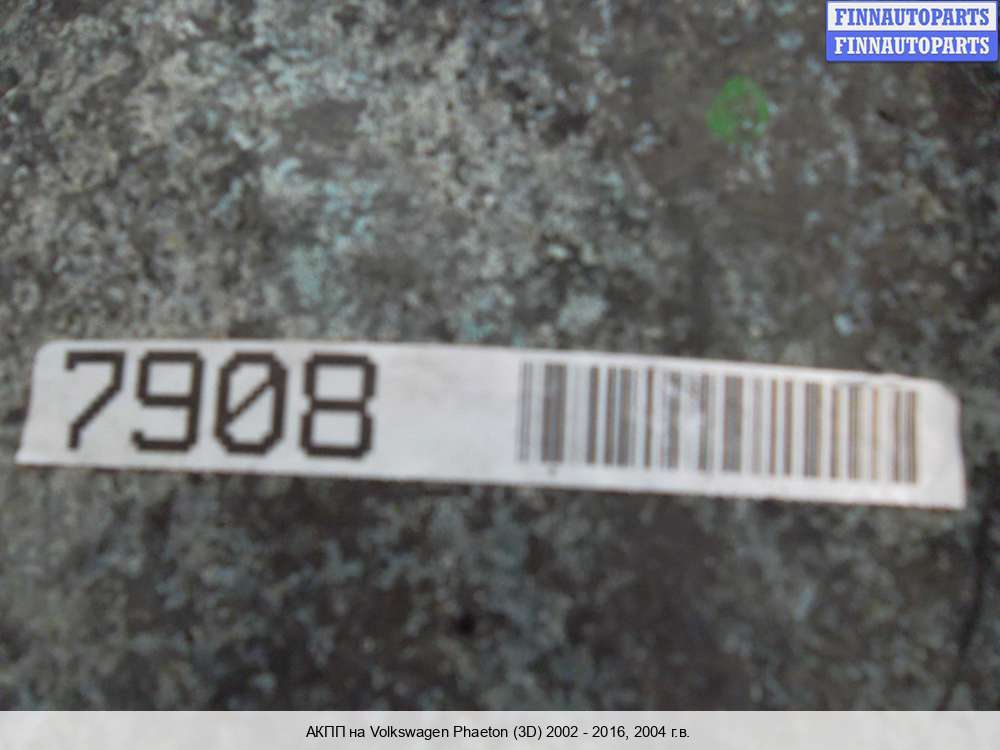 FINNAUTOPARTS
FINNAUTOPARTS
7908
АКПП на Volkswagen Phaeton (3D) 2002 - 2016, 2004 г.в.